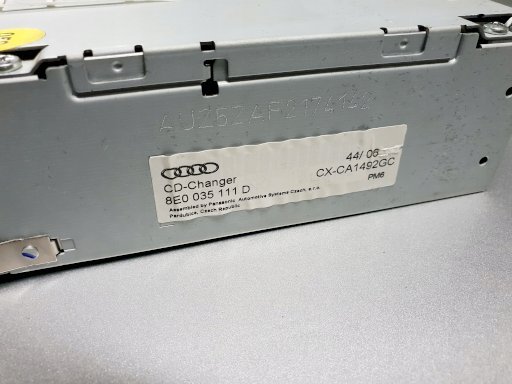 AUZ6Z4F2174142
44/ 06
CD-Changer
CX-CA1492GC
8E0 035 111 D
PM6
Assembled by Panasonic Automotive Systems Czech, s.r.o.
Pardubice, Czech Republic